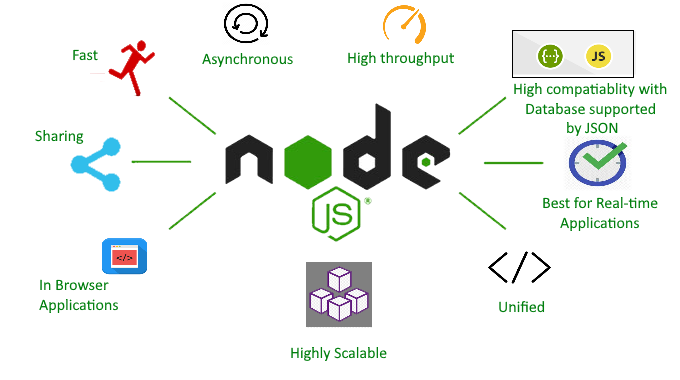 Fast
Asynchronous
High throughput
{...} JS
High compatiablity with
Database supported
by JSON
Sharing
node
JS ®
Best for Real-time
Applications
</>
In Browser
Applications
</>
Unified
Highly Scalable